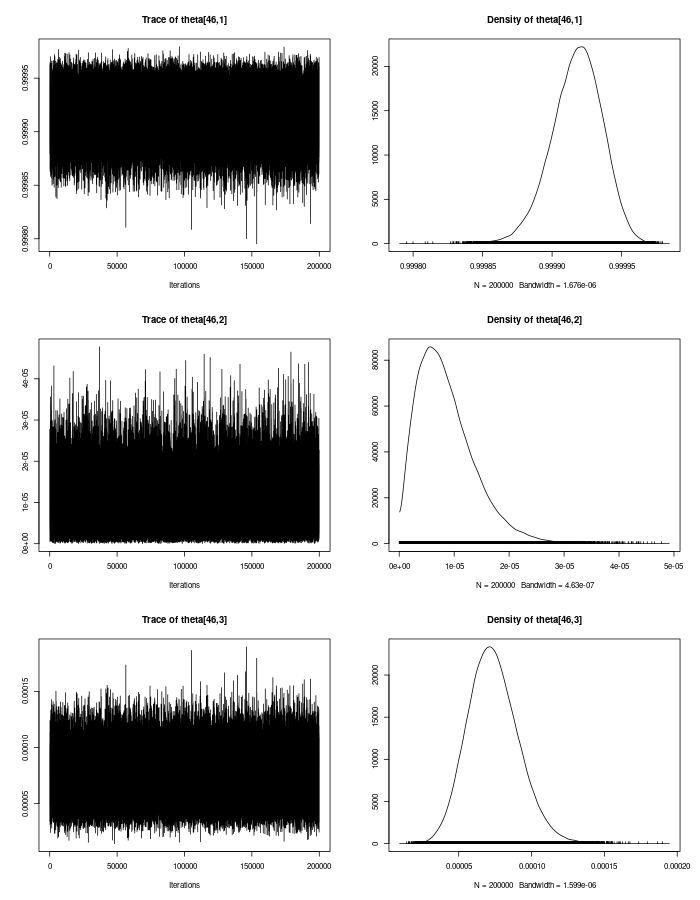 Trace of theta[46,1]
Density of theta[46,1]
0.99980 0.99985 0.99990 0.99995
0 50000 100000 150000 200000
Iterations
0 5000 10000 15000 20000
0.99980 0.99985 0.99990 0.99995
N = 200000 Bandwidth = 1.676e-06
Trace of theta[46,2]
Density of theta[46,2]
0e+00 1e-05 2e-05 3e-05 4e-05
0 50000 100000 150000 200000
Iterations
0 20000 40000 60000 80000
0e+00 1e-05 2e-05 3e-05 4e-05 5e-05
N = 200000 Bandwidth = 4.63e-07
Trace of theta[46,3]
Density of theta[46,3]
0.00005 0.00010 0.00015
0 50000 100000 150000 200000
Iterations
0 5000 10000 15000 20000
0.00005 0.00010 0.00015 0.00020
N = 200000 Bandwidth = 1.599e-06